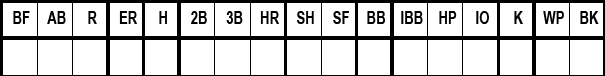 BF AB R ER H 2B 3B HR SH SF BB IBB HP IO K WP BK